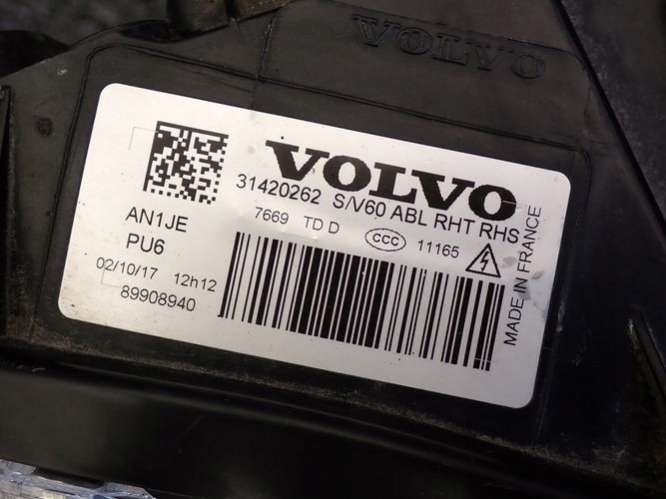 VOLVO
VOLVO
31420262 S/V60 ABL RHT RHS
7669 TD D CCC 11165
AN1JE
PU6
02/10/17 12h12
89908940
MADE IN FRANCE